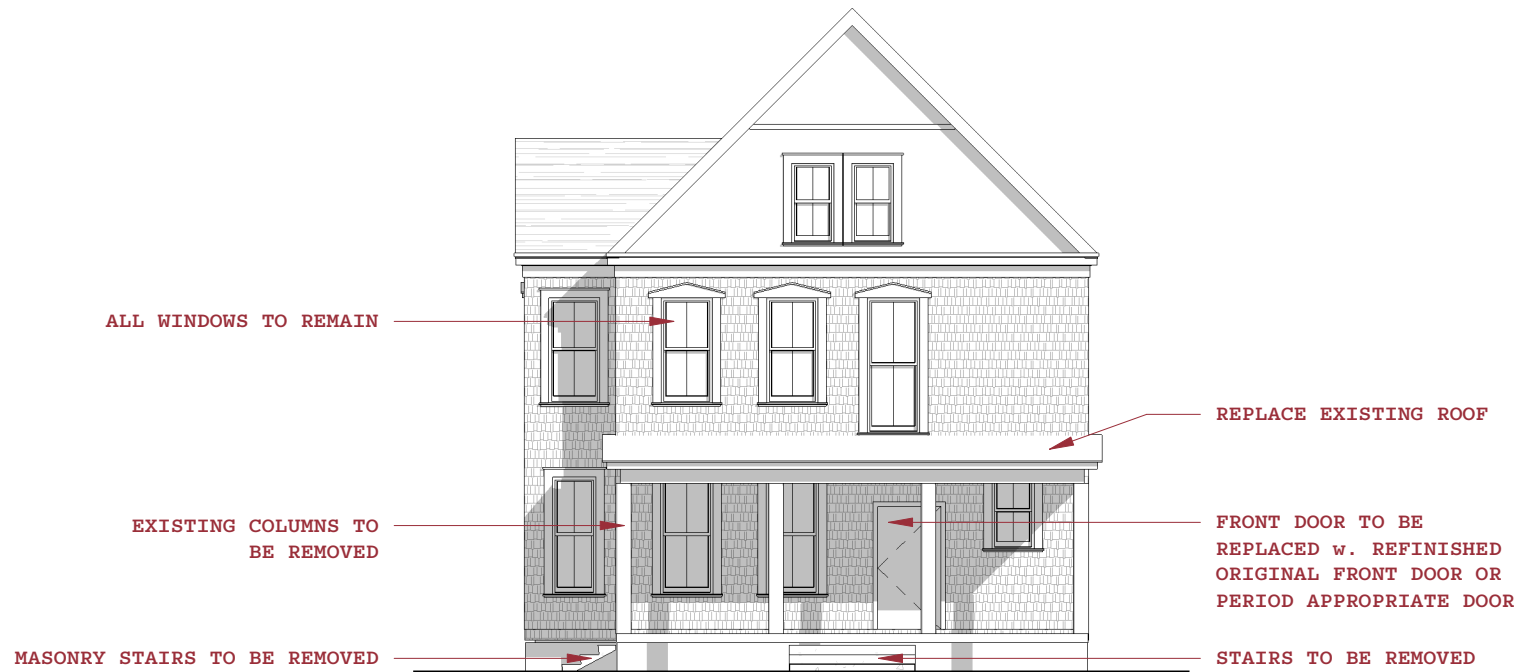 ALL WINDOWS TO REMAIN
REPLACE EXISTING ROOF
EXISTING COLUMNS TO
BE REMOVED
FRONT DOOR TO BE
REPLACED w. REFINISHED
ORIGINAL FRONT DOOR OR
PERIOD APPROPRIATE DOOR
MASONRY STAIRS TO BE REMOVED
STAIRS TO BE REMOVED